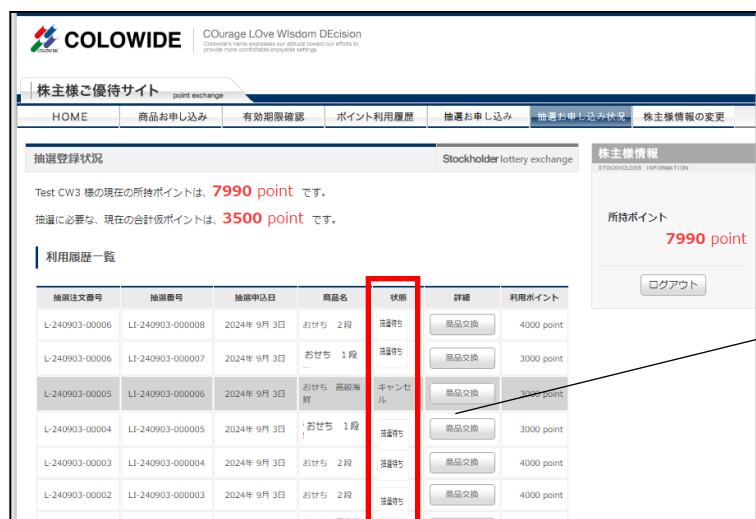 COLOWIDE
COLOWIDE
COurage LOve WIsdom DEcision
Colowide's name expresses our attitude toward our efforts to
provide more comfortable,enjoyable settings.
株主様ご優待サイト point exchange
HOME 商品お申し込み 有効期限確認 ポイント利用履歴 抽選お申し込み 抽選お申し込み状況 株主様情報の変更
抽選登録状況 Stockholder lottery exchange
株主様情報
STOCKHOLDER INFORMATION
Test CW3 様の現在の所持ポイントは、7990 point です。
抽選に必要な、現在の合計仮ポイントは、3500 point です。
所持ポイント
7990 point
ログアウト
利用履歴一覧
抽選注文番号 抽選番号 抽選申込日 商品名 状態 詳細 利用ポイント
L-240903-00006 LI-240903-000008 2024年 9月 3日 おせち 2段 抽選待ち 商品交換 4000 point
L-240903-00006 LI-240903-000007 2024年 9月 3日 おせち 1段 抽選待ち 商品交換 3000 point
L-240903-00005 LI-240903-000006 2024年 9月 3日 おせち 高級海鮮 キャンセル 商品交換 3000 point
L-240903-00004 LI-240903-000005 2024年 9月 3日 おせち 1段 抽選待ち 商品交換 3000 point
L-240903-00003 LI-240903-000004 2024年 9月 3日 おせち 2段 抽選待ち 商品交換 4000 point
L-240903-00002 LI-240903-000003 2024年 9月 3日 おせち 2段 抽選待ち 商品交換 4000 point